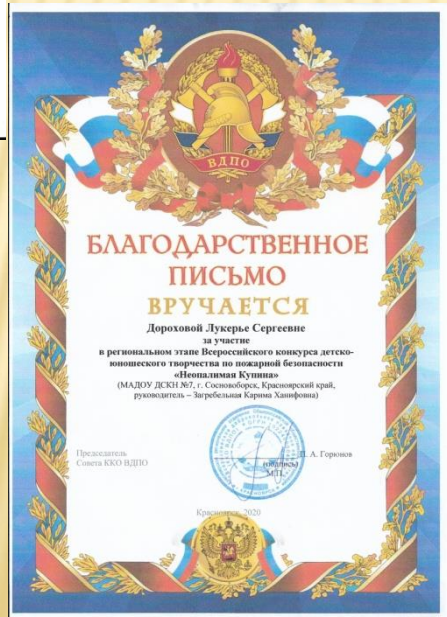 ВДПО
БЛАГОДАРСТВЕННОЕ
ПИСЬМО
ВРУЧАЕТСЯ
Дороховой Лукерье Сергеевне
за участие
в региональном этапе Всероссийского конкурса детско-
юношеского творчества по пожарной безопасности
«Неопалимая Купина»
(МАДОУ ДСКН №7, г. Сосновоборск, Красноярский край,
руководитель – Загребельная Карима Ханифовна)
Председатель
Совета ККО ВДПО
П. А. Горюнов
(подпись)
М.П.
Красноярск, 2020